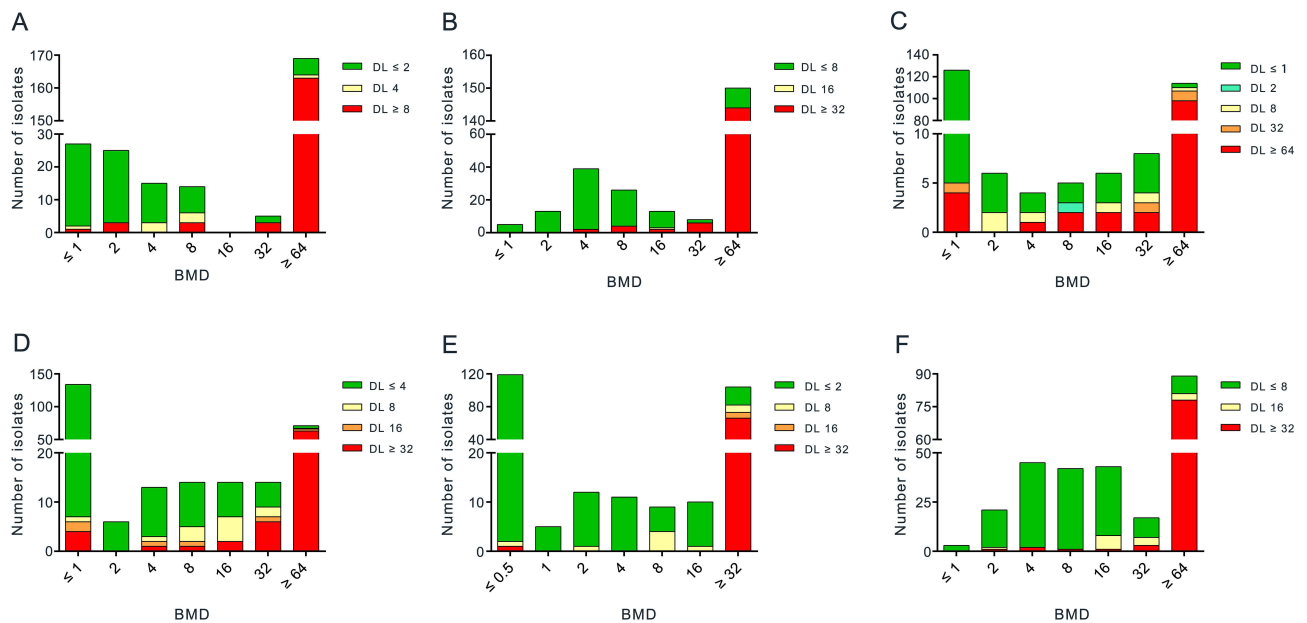 A
Number of isolates
170
160
150
30
20
10
0
≤ 1
2
4
8
16
32
≥ 64
BMD
DL ≤ 2
DL 4
DL ≥ 8
B
Number of isolates
160
150
140
60
40
20
0
≤ 1
2
4
8
16
32
≥ 64
BMD
DL ≤ 8
DL 16
DL ≥ 32
C
Number of isolates
140
120
100
80
10
5
0
≤ 1
2
4
8
16
32
≥ 64
BMD
DL ≤ 1
DL 2
DL 8
DL 32
DL ≥ 64
D
Number of isolates
150
100
50
20
10
0
≤ 1
2
4
8
16
32
≥ 64
BMD
DL ≤ 4
DL 8
DL 16
DL ≥ 32
E
Number of isolates
120
80
40
20
10
0
≤ 0.5
1
2
4
8
16
≥ 32
BMD
DL ≤ 2
DL 8
DL 16
DL ≥ 32
F
Number of isolates
90
75
60
50
25
0
≤ 1
2
4
8
16
32
≥ 64
BMD
DL ≤ 8
DL 16
DL ≥ 32